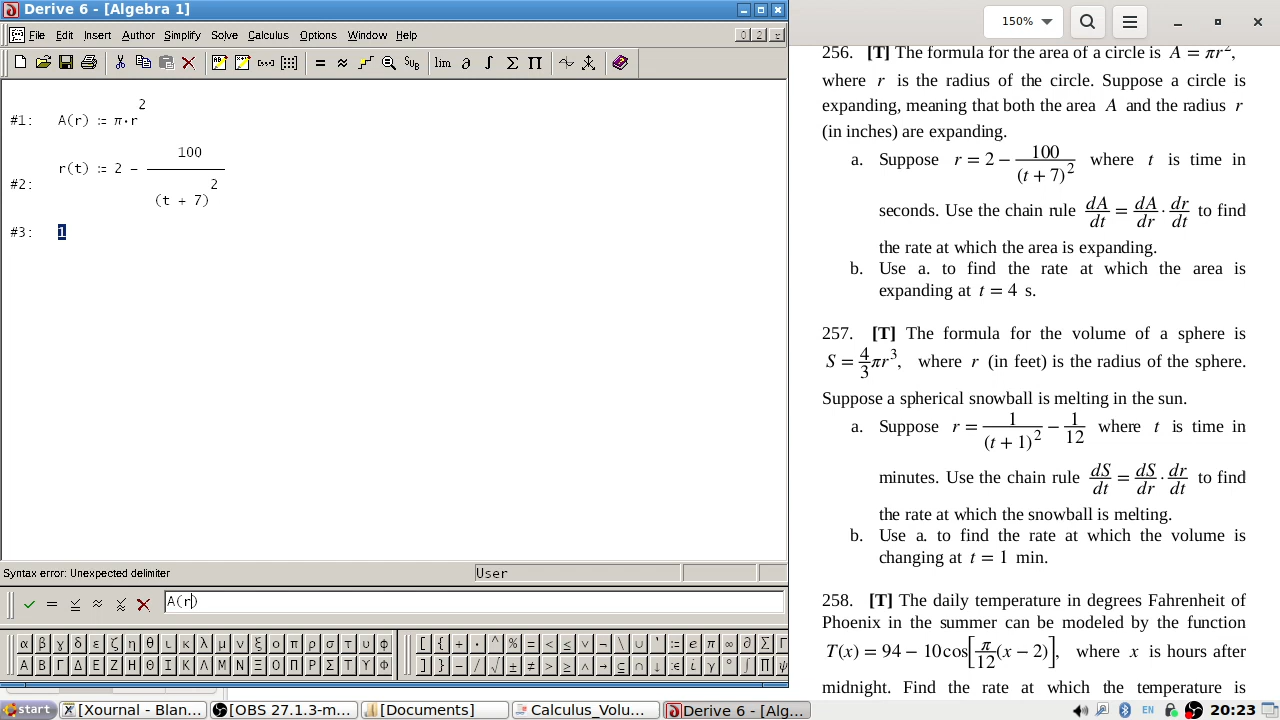 Derive 6 - [Algebra 1]
File Edit Insert Author Simplify Solve Calculus Options Window Help
#1: A(r) := π·r²
#2: r(t) := 2 - 100/(t + 7)²
#3: 1
Syntax error: Unexpected delimiter User
A(r)
α β γ δ ε ζ η θ ι κ λ μ ν ξ ο π ρ σ τ υ φ
Α Β Γ Δ Ε Ζ Η Θ Ι Κ Λ Μ Ν Ξ Ο Π Ρ Σ Τ Υ Φ
150%
256. [T] The formula for the area of a circle is A = πr²,
where r is the radius of the circle. Suppose a circle is
expanding, meaning that both the area A and the radius r
(in inches) are expanding.
a. Suppose r = 2 − 100/(t + 7)² where t is time in
seconds. Use the chain rule dA/dt = dA/dr · dr/dt to find
the rate at which the area is expanding.
b. Use a. to find the rate at which the area is
expanding at t = 4 s.
257. [T] The formula for the volume of a sphere is
S = 4/3πr³, where r (in feet) is the radius of the sphere.
Suppose a spherical snowball is melting in the sun.
a. Suppose r = 1/(t + 1)² − 1/12 where t is time in
minutes. Use the chain rule dS/dt = dS/dr · dr/dt to find
the rate at which the snowball is melting.
b. Use a. to find the rate at which the volume is
changing at t = 1 min.
258. [T] The daily temperature in degrees Fahrenheit of
Phoenix in the summer can be modeled by the function
T(x) = 94 − 10cos[π/12(x − 2)], where x is hours after
midnight. Find the rate at which the temperature is
start [Xournal - Blan... [OBS 27.1.3-m... [Documents] Calculus_Volu... Derive 6 - [Alg... EN 20:23